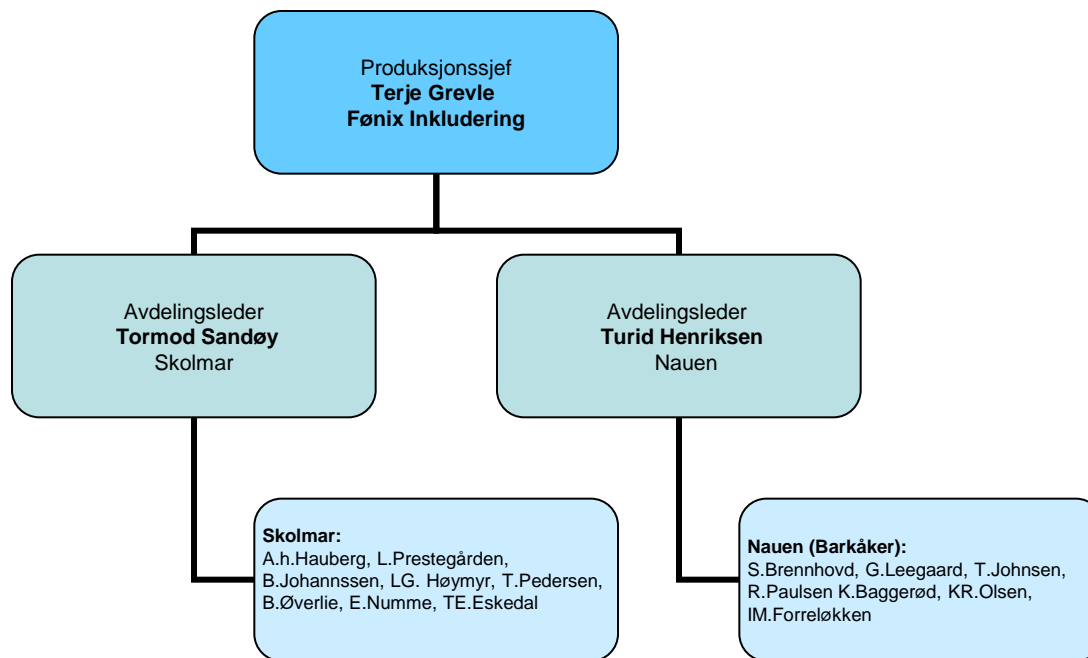 Produksjonssjef
Terje Grevle
Fønix Inkludering
Avdelingsleder
Tormod Sandøy
Skolmar
Avdelingsleder
Turid Henriksen
Nauen
Skolmar:
A.h.Hauberg, L.Prestegården,
B.Johannssen, LG. Høymyr, T.Pedersen,
B.Øverlie, E.Numme, TE.Eskedal
Nauen (Barkåker):
S.Brennhovd, G.Leegaard, T.Johnsen,
R.Paulsen K.Baggerød, KR.Olsen,
IM.Forreløkken